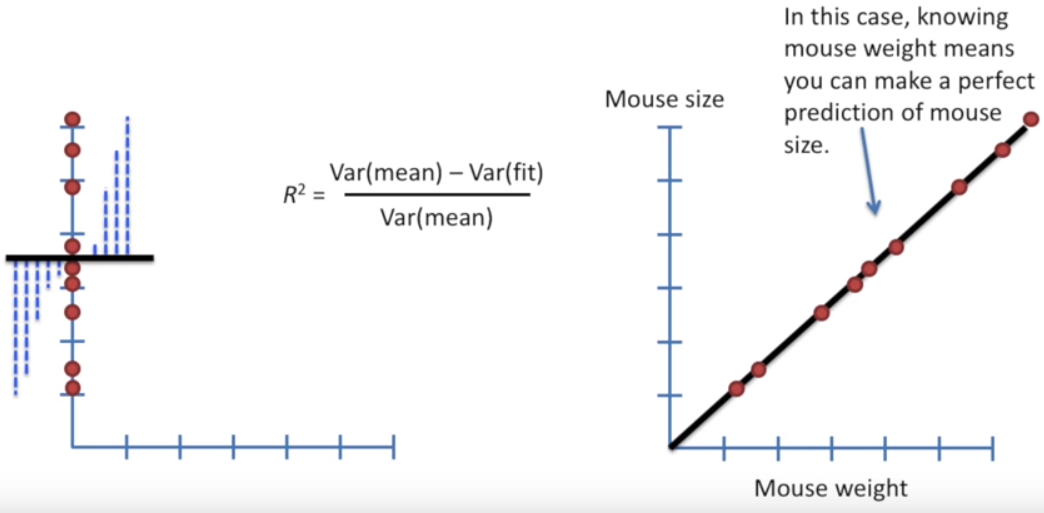 In this case, knowing
mouse weight means
you can make a perfect
prediction of mouse
size.
Mouse size
R² = Var(mean) – Var(fit)
Var(mean)
Mouse weight